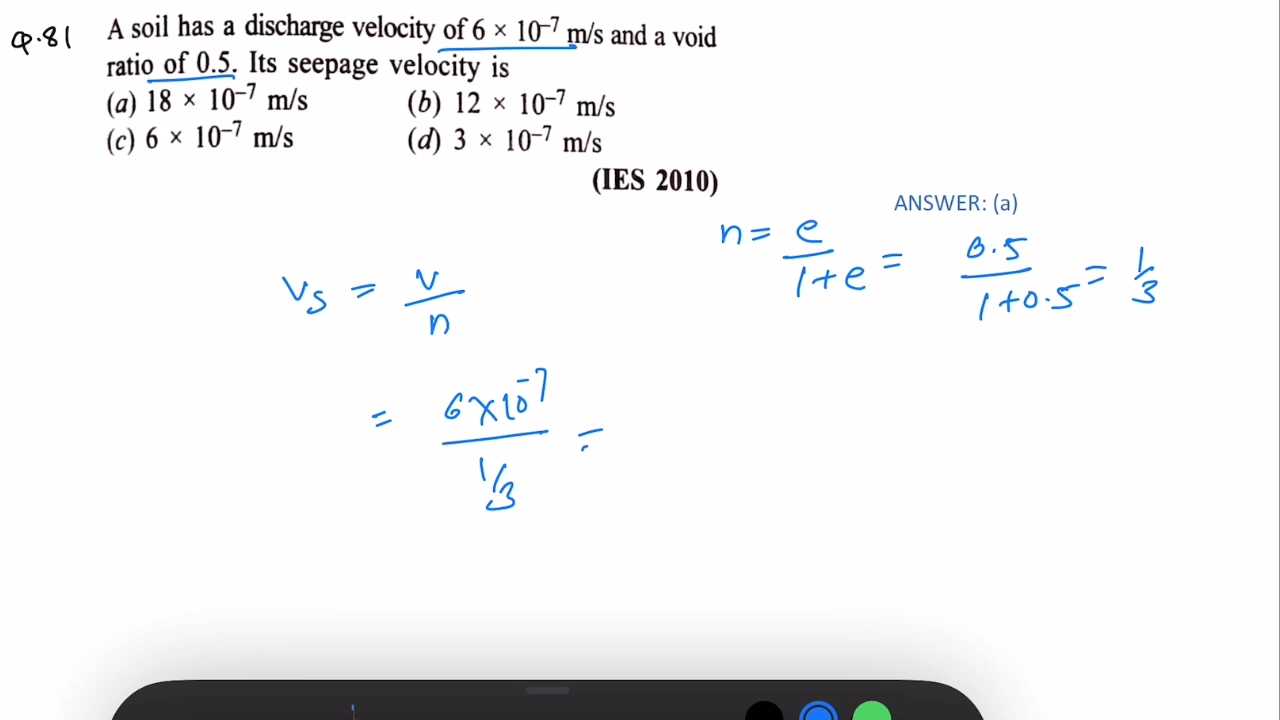 Q.81 A soil has a discharge velocity of 6 × 10⁻⁷ m/s and a void
ratio of 0.5. Its seepage velocity is
(a) 18 × 10⁻⁷ m/s (b) 12 × 10⁻⁷ m/s
(c) 6 × 10⁻⁷ m/s (d) 3 × 10⁻⁷ m/s
(IES 2010)
ANSWER: (a)
n = e/1+e = 0.5/1+0.5 = 1/3
Vs = V/n
= 6×10⁻⁷/1/3 =